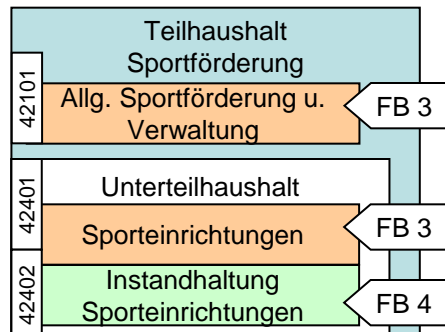 Teilhaushalt
Sportförderung
42101
Allg. Sportförderung u.
Verwaltung
FB 3
42401
Unterteilhaushalt
Sporteinrichtungen
FB 3
42402
Instandhaltung
Sporteinrichtungen
FB 4